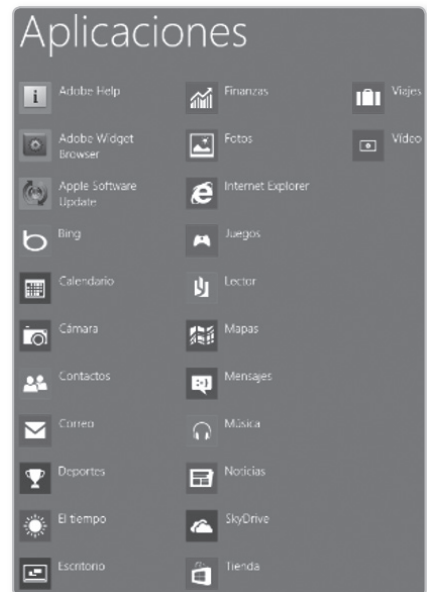 Aplicaciones
Adobe Help
Adobe Widget
Browser
Apple Software
Update
Bing
Calendario
Cámara
Contactos
Correo
Deportes
El tiempo
Escritorio
Finanzas
Fotos
Internet Explorer
Juegos
Lector
Mapas
Mensajes
Música
Noticias
SkyDrive
Tienda
Viajes
Vídeo